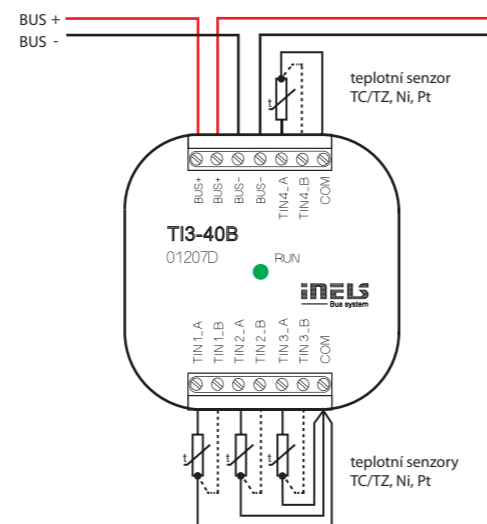 BUS +
BUS -
teplotní senzor
TC/TZ, Ni, Pt
t
BUS+
BUS+
BUS-
BUS-
TIN4_A
TIN4_B
COM
TI3-40B
01207D
RUN
iNELS
Bus system
TIN1_A
TIN1_B
TIN2_A
TIN2_B
TIN3_A
TIN3_B
COM
t
t
t
teplotní senzory
TC/TZ, Ni, Pt